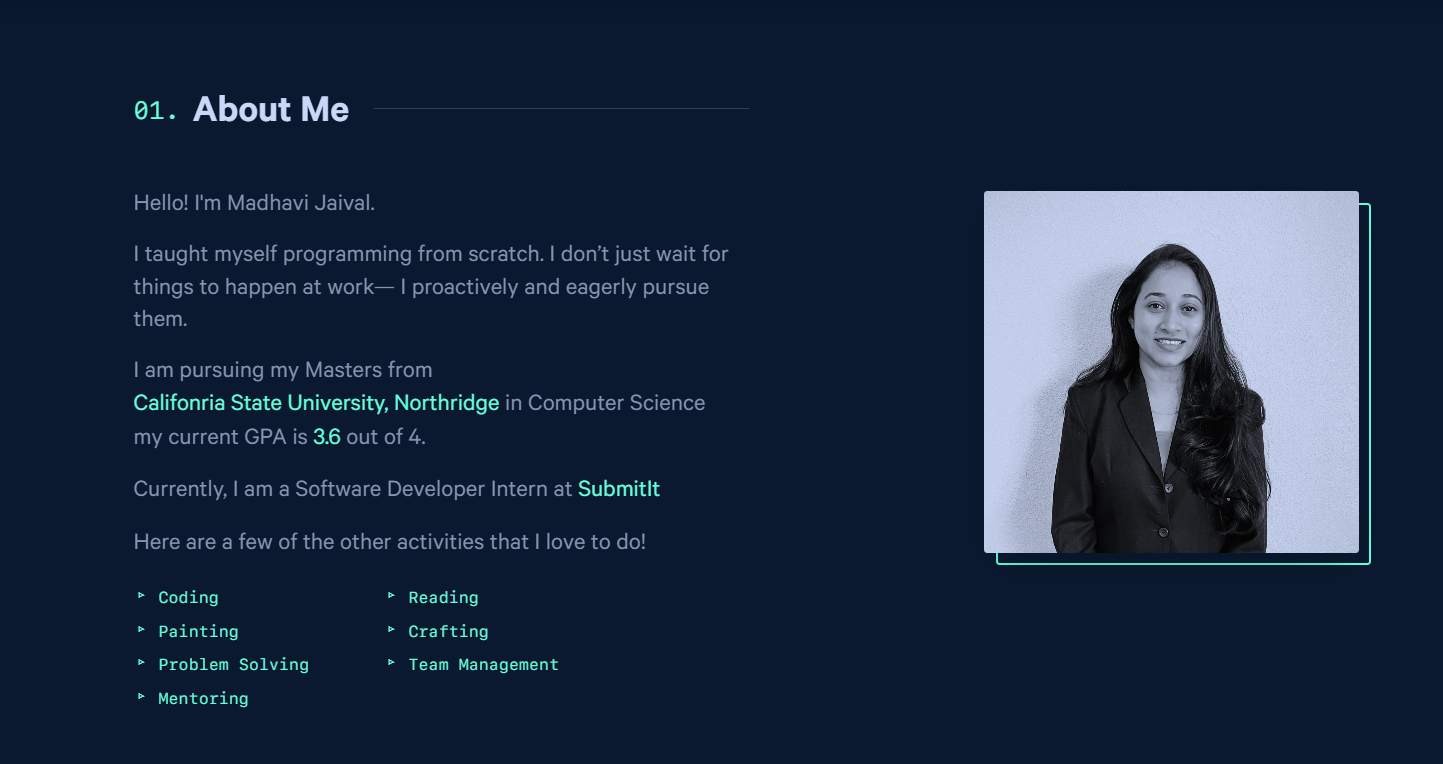 01. About Me
Hello! I'm Madhavi Jaival.
I taught myself programming from scratch. I don’t just wait for
things to happen at work— I proactively and eagerly pursue
them.
I am pursuing my Masters from
Califonria State University, Northridge in Computer Science
my current GPA is 3.6 out of 4.
Currently, I am a Software Developer Intern at SubmitIt
Here are a few of the other activities that I love to do!
▹ Coding
▹ Reading
▹ Painting
▹ Crafting
▹ Problem Solving
▹ Team Management
▹ Mentoring